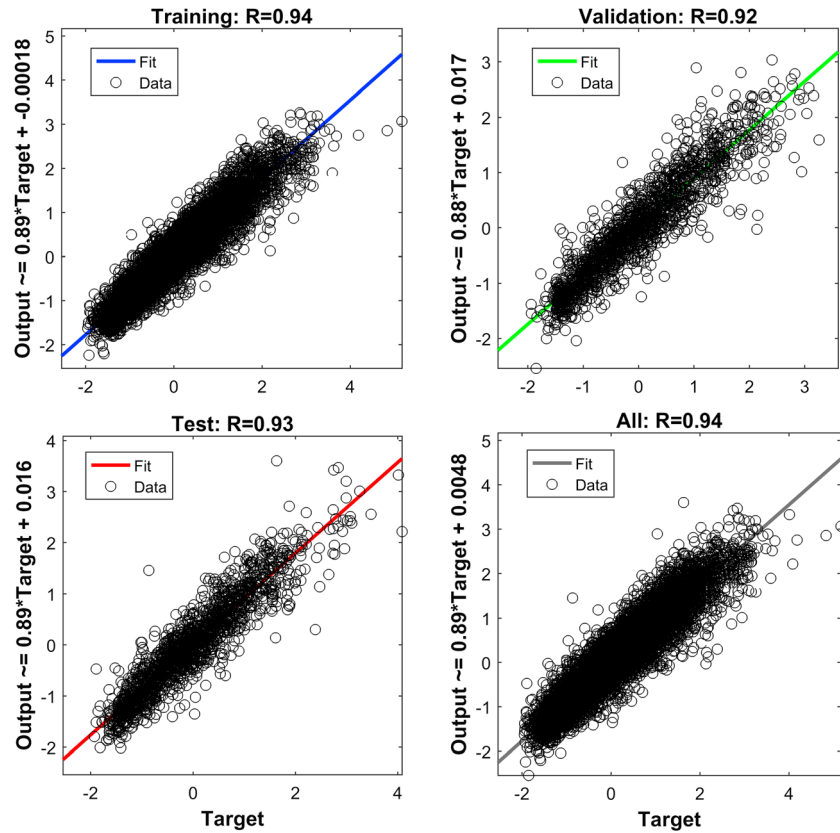 Training: R=0.94
Output ~= 0.89*Target + -0.00018
5
4
3
2
1
0
-1
-2
Fit
Data
-2
0
2
4
Validation: R=0.92
Output ~= 0.88*Target + 0.017
3
2
1
0
-1
-2
Fit
Data
-2
-1
0
1
2
3
Test: R=0.93
Output ~= 0.89*Target + 0.016
4
3
2
1
0
-1
-2
Fit
Data
-2
0
2
4
Target
All: R=0.94
Output ~= 0.89*Target + 0.0048
5
4
3
2
1
0
-1
-2
Fit
Data
-2
0
2
4
Target